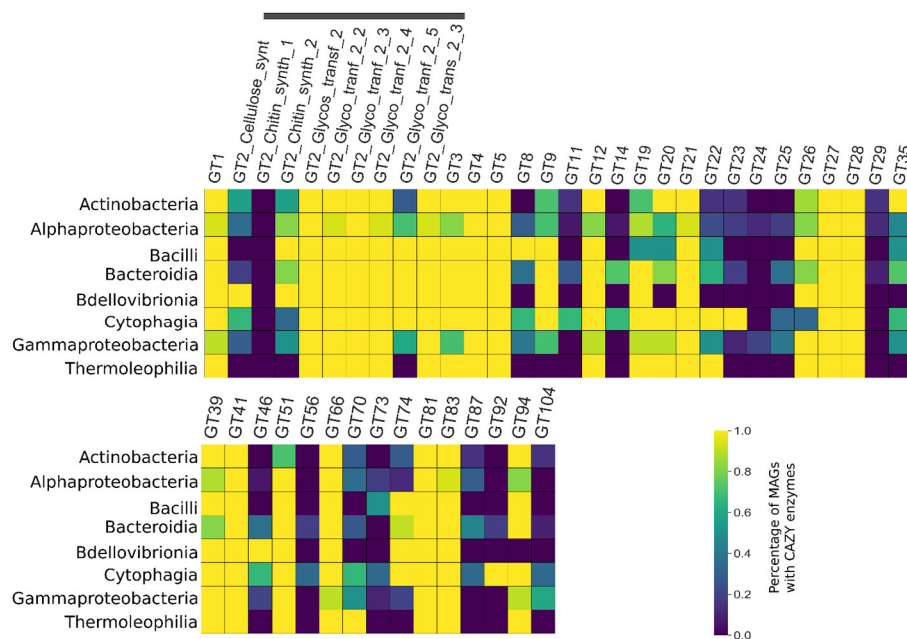 GT1
GT2_Cellulose_synt
GT2_Chitin_synth_1
GT2_Chitin_synth_2
GT2_Glycos_transf_2
GT2_Glyco_tranf_2_2
GT2_Glyco_tranf_2_3
GT2_Glyco_tranf_2_4
GT2_Glyco_tranf_2_5
GT2_Glyco_trans_2_3
GT3
GT4
GT5
GT8
GT9
GT11
GT12
GT14
GT19
GT20
GT21
GT22
GT23
GT24
GT25
GT26
GT27
GT28
GT29
GT35
Actinobacteria
Alphaproteobacteria
Bacilli
Bacteroidia
Bdellovibrionia
Cytophagia
Gammaproteobacteria
Thermoleophilia
GT39
GT41
GT46
GT51
GT56
GT66
GT70
GT73
GT74
GT81
GT83
GT87
GT92
GT94
GT104
Actinobacteria
Alphaproteobacteria
Bacilli
Bacteroidia
Bdellovibrionia
Cytophagia
Gammaproteobacteria
Thermoleophilia
1.0
0.8
0.6
0.4
0.2
0.0
Percentage of MAGs
with CAZY enzymes